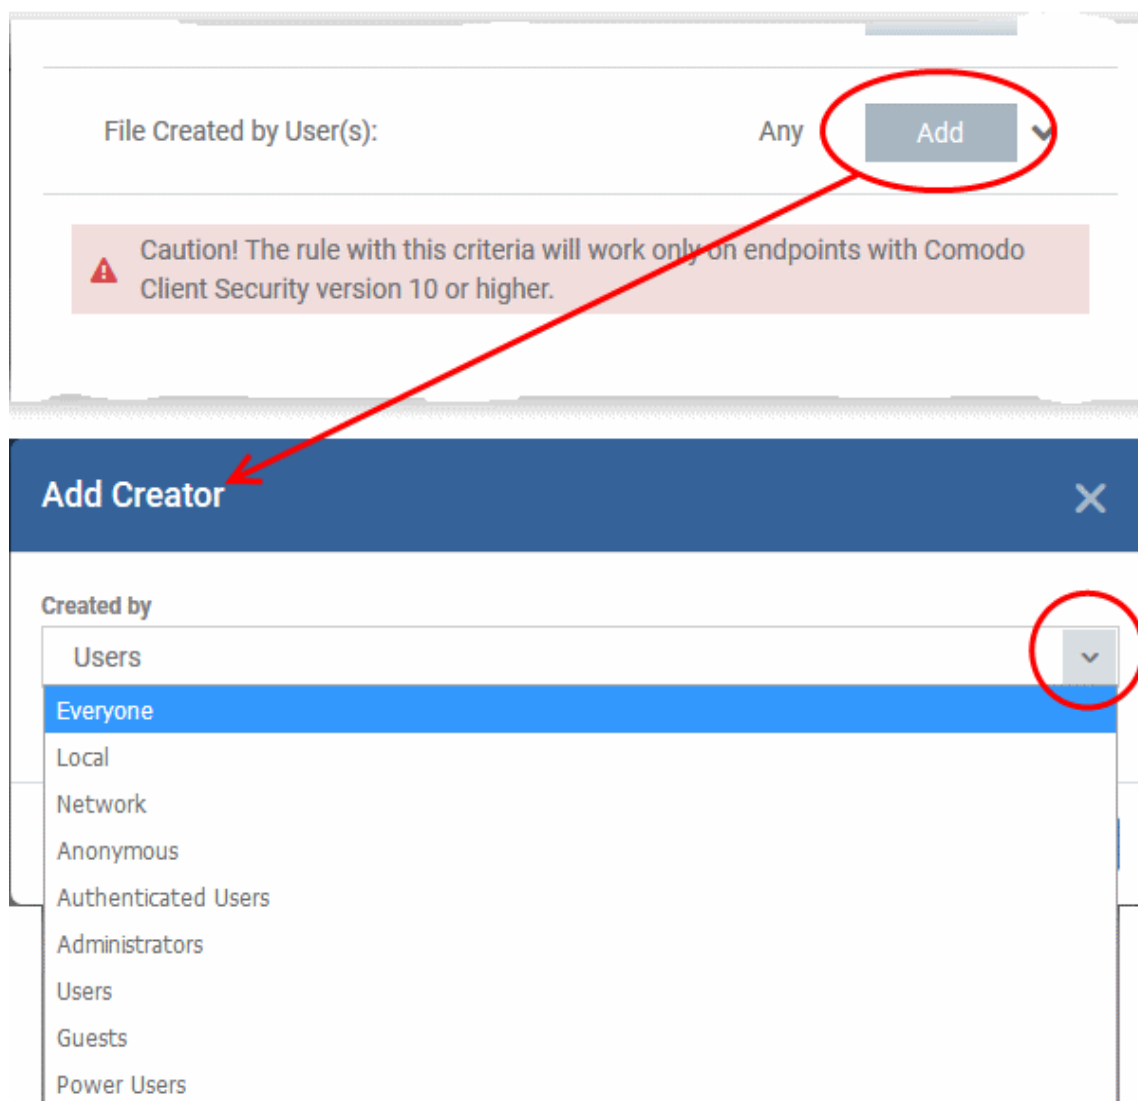 File Created by User(s): Any Add
Caution! The rule with this criteria will work only on endpoints with Comodo
Client Security version 10 or higher.
Add Creator
Created by
Users
Everyone
Local
Network
Anonymous
Authenticated Users
Administrators
Users
Guests
Power Users